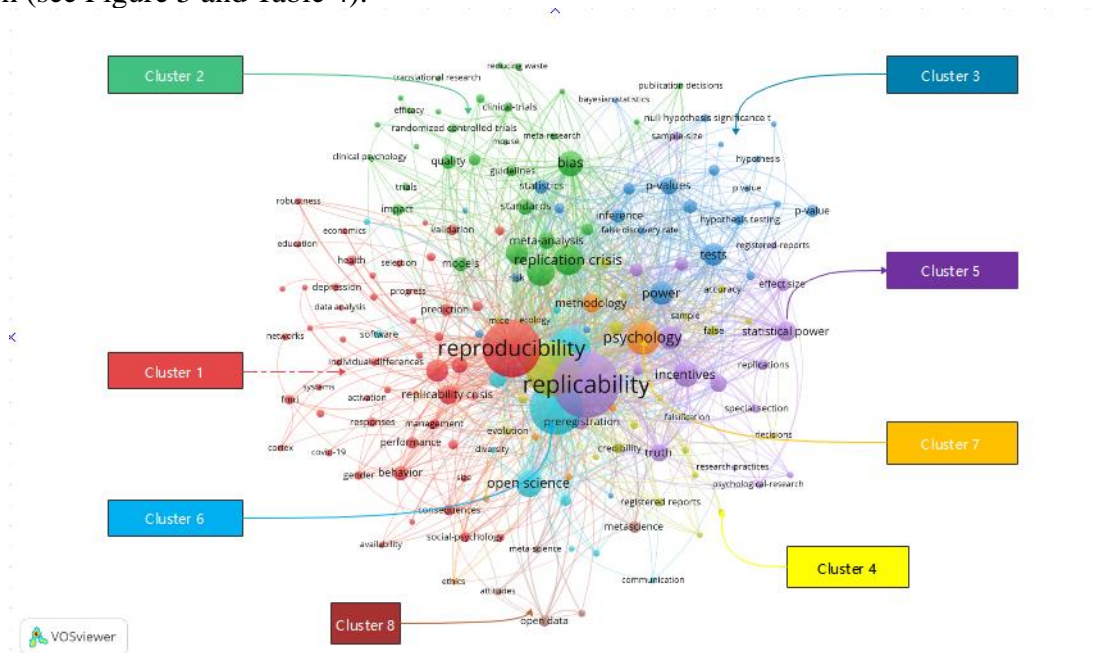 n (see Figure 3 and Table 4).
Cluster 2
reducing waste
Cluster 3
translational research
publication decisions
bayesian statistics
efficacy
clinical-trials
null hypothesis significance t
randomized controlled trials
meta-research
sample-size
mouse
clinical psychology
quality
bias
hypothesis
guidelines
trials
statistics
p-values
p value
robustness
impact
standards
inference
p-value
economics
validation
false discovery rate
hypothesis testing
education
meta-analysis
registered-reports
health
selection
models
replication crisis
tests
risk
Cluster 5
depression
progress
power
accuracy
effect size
data analysis
prediction
methodology
mice
ecology
sample
networks
software
psychology
false
statistical power
reproducibility
individual-differences
Cluster 1
replicability
incentives
replications
systems
fmri
activation
replicability crisis
special section
responses
management
preregistration
falsification
evolution
decisions
Cluster 7
cortex
covid-19
performance
diversity
credibility
truth
research practices
gender
behavior
size
open science
psychological-research
registered reports
Cluster 6
consequences
metascience
social-psychology
availability
meta-science
Cluster 4
ethics
communication
attitudes
Cluster 8
open data
VOSviewer